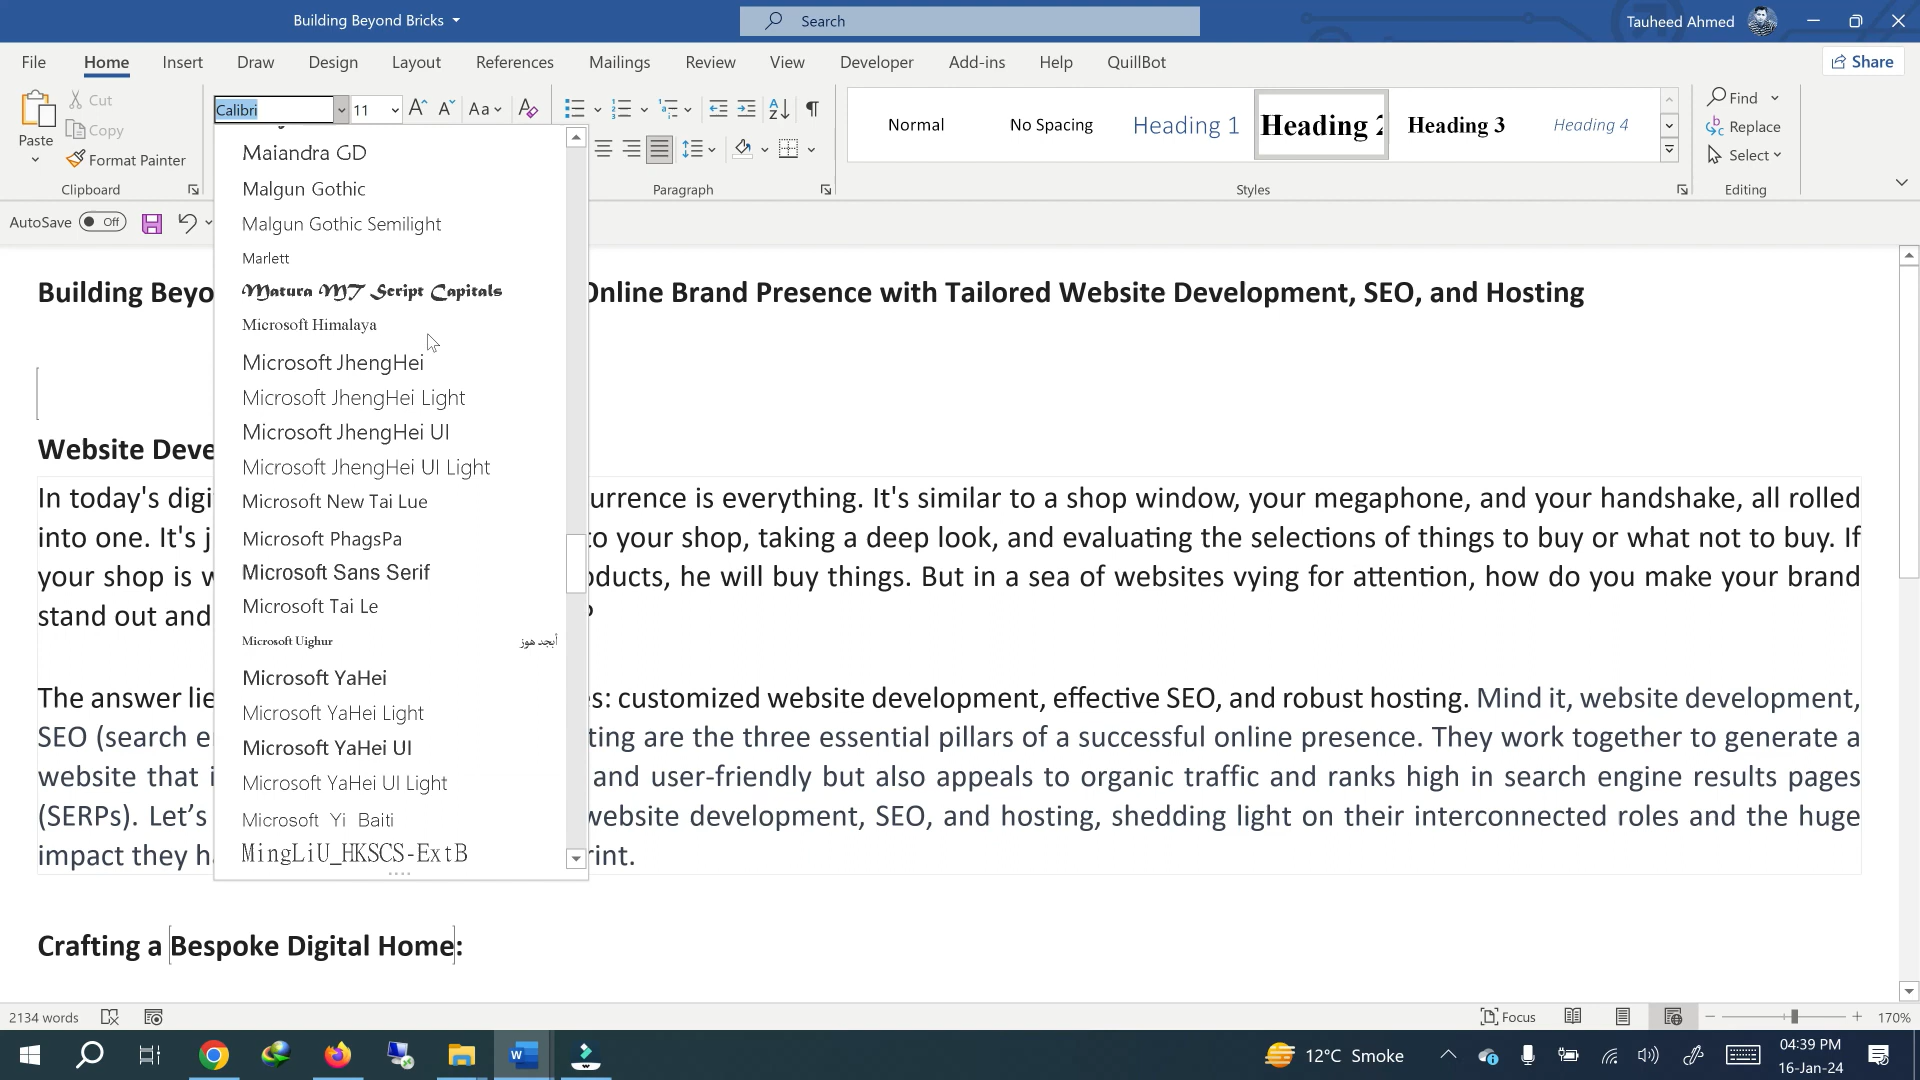 Building Beyond Bricks
Search
Tauheed Ahmed
File Home Insert Draw Design Layout References Mailings Review View Developer Add-ins Help QuillBot
Share
Paste
Cut
Copy
Format Painter
Clipboard
Calibri
11
Aa
Paragraph
Normal
No Spacing
Heading 1
Heading 2
Heading 3
Heading 4
Styles
Find
Replace
Select
Editing
AutoSave Off
Maiandra GD
Malgun Gothic
Malgun Gothic Semilight
Marlett
Matura MT Script Capitals
Microsoft Himalaya
Microsoft JhengHei
Microsoft JhengHei Light
Microsoft JhengHei UI
Microsoft JhengHei UI Light
Microsoft New Tai Lue
Microsoft PhagsPa
Microsoft Sans Serif
Microsoft Tai Le
Microsoft Uighur أبجد هوز
Microsoft YaHei
Microsoft YaHei Light
Microsoft YaHei UI
Microsoft YaHei UI Light
Microsoft Yi Baiti
MingLiU_HKSCS-ExtB
Building Beyo Online Brand Presence with Tailored Website Development, SEO, and Hosting
Website Deve
In today's digi urrence is everything. It's similar to a shop window, your megaphone, and your handshake, all rolled
into one. It's j to your shop, taking a deep look, and evaluating the selections of things to buy or what not to buy. If
your shop is oducts, he will buy things. But in a sea of websites vying for attention, how do you make your brand
stand out and ?
The answer lie s: customized website development, effective SEO, and robust hosting. Mind it, website development,
SEO (search e ting are the three essential pillars of a successful online presence. They work together to generate a
website that i and user-friendly but also appeals to organic traffic and ranks high in search engine results pages
(SERPs). Let’s website development, SEO, and hosting, shedding light on their interconnected roles and the huge
impact they ha rint.
Crafting a Bespoke Digital Home:
2134 words
Focus
170%
12°C Smoke
04:39 PM
16-Jan-24